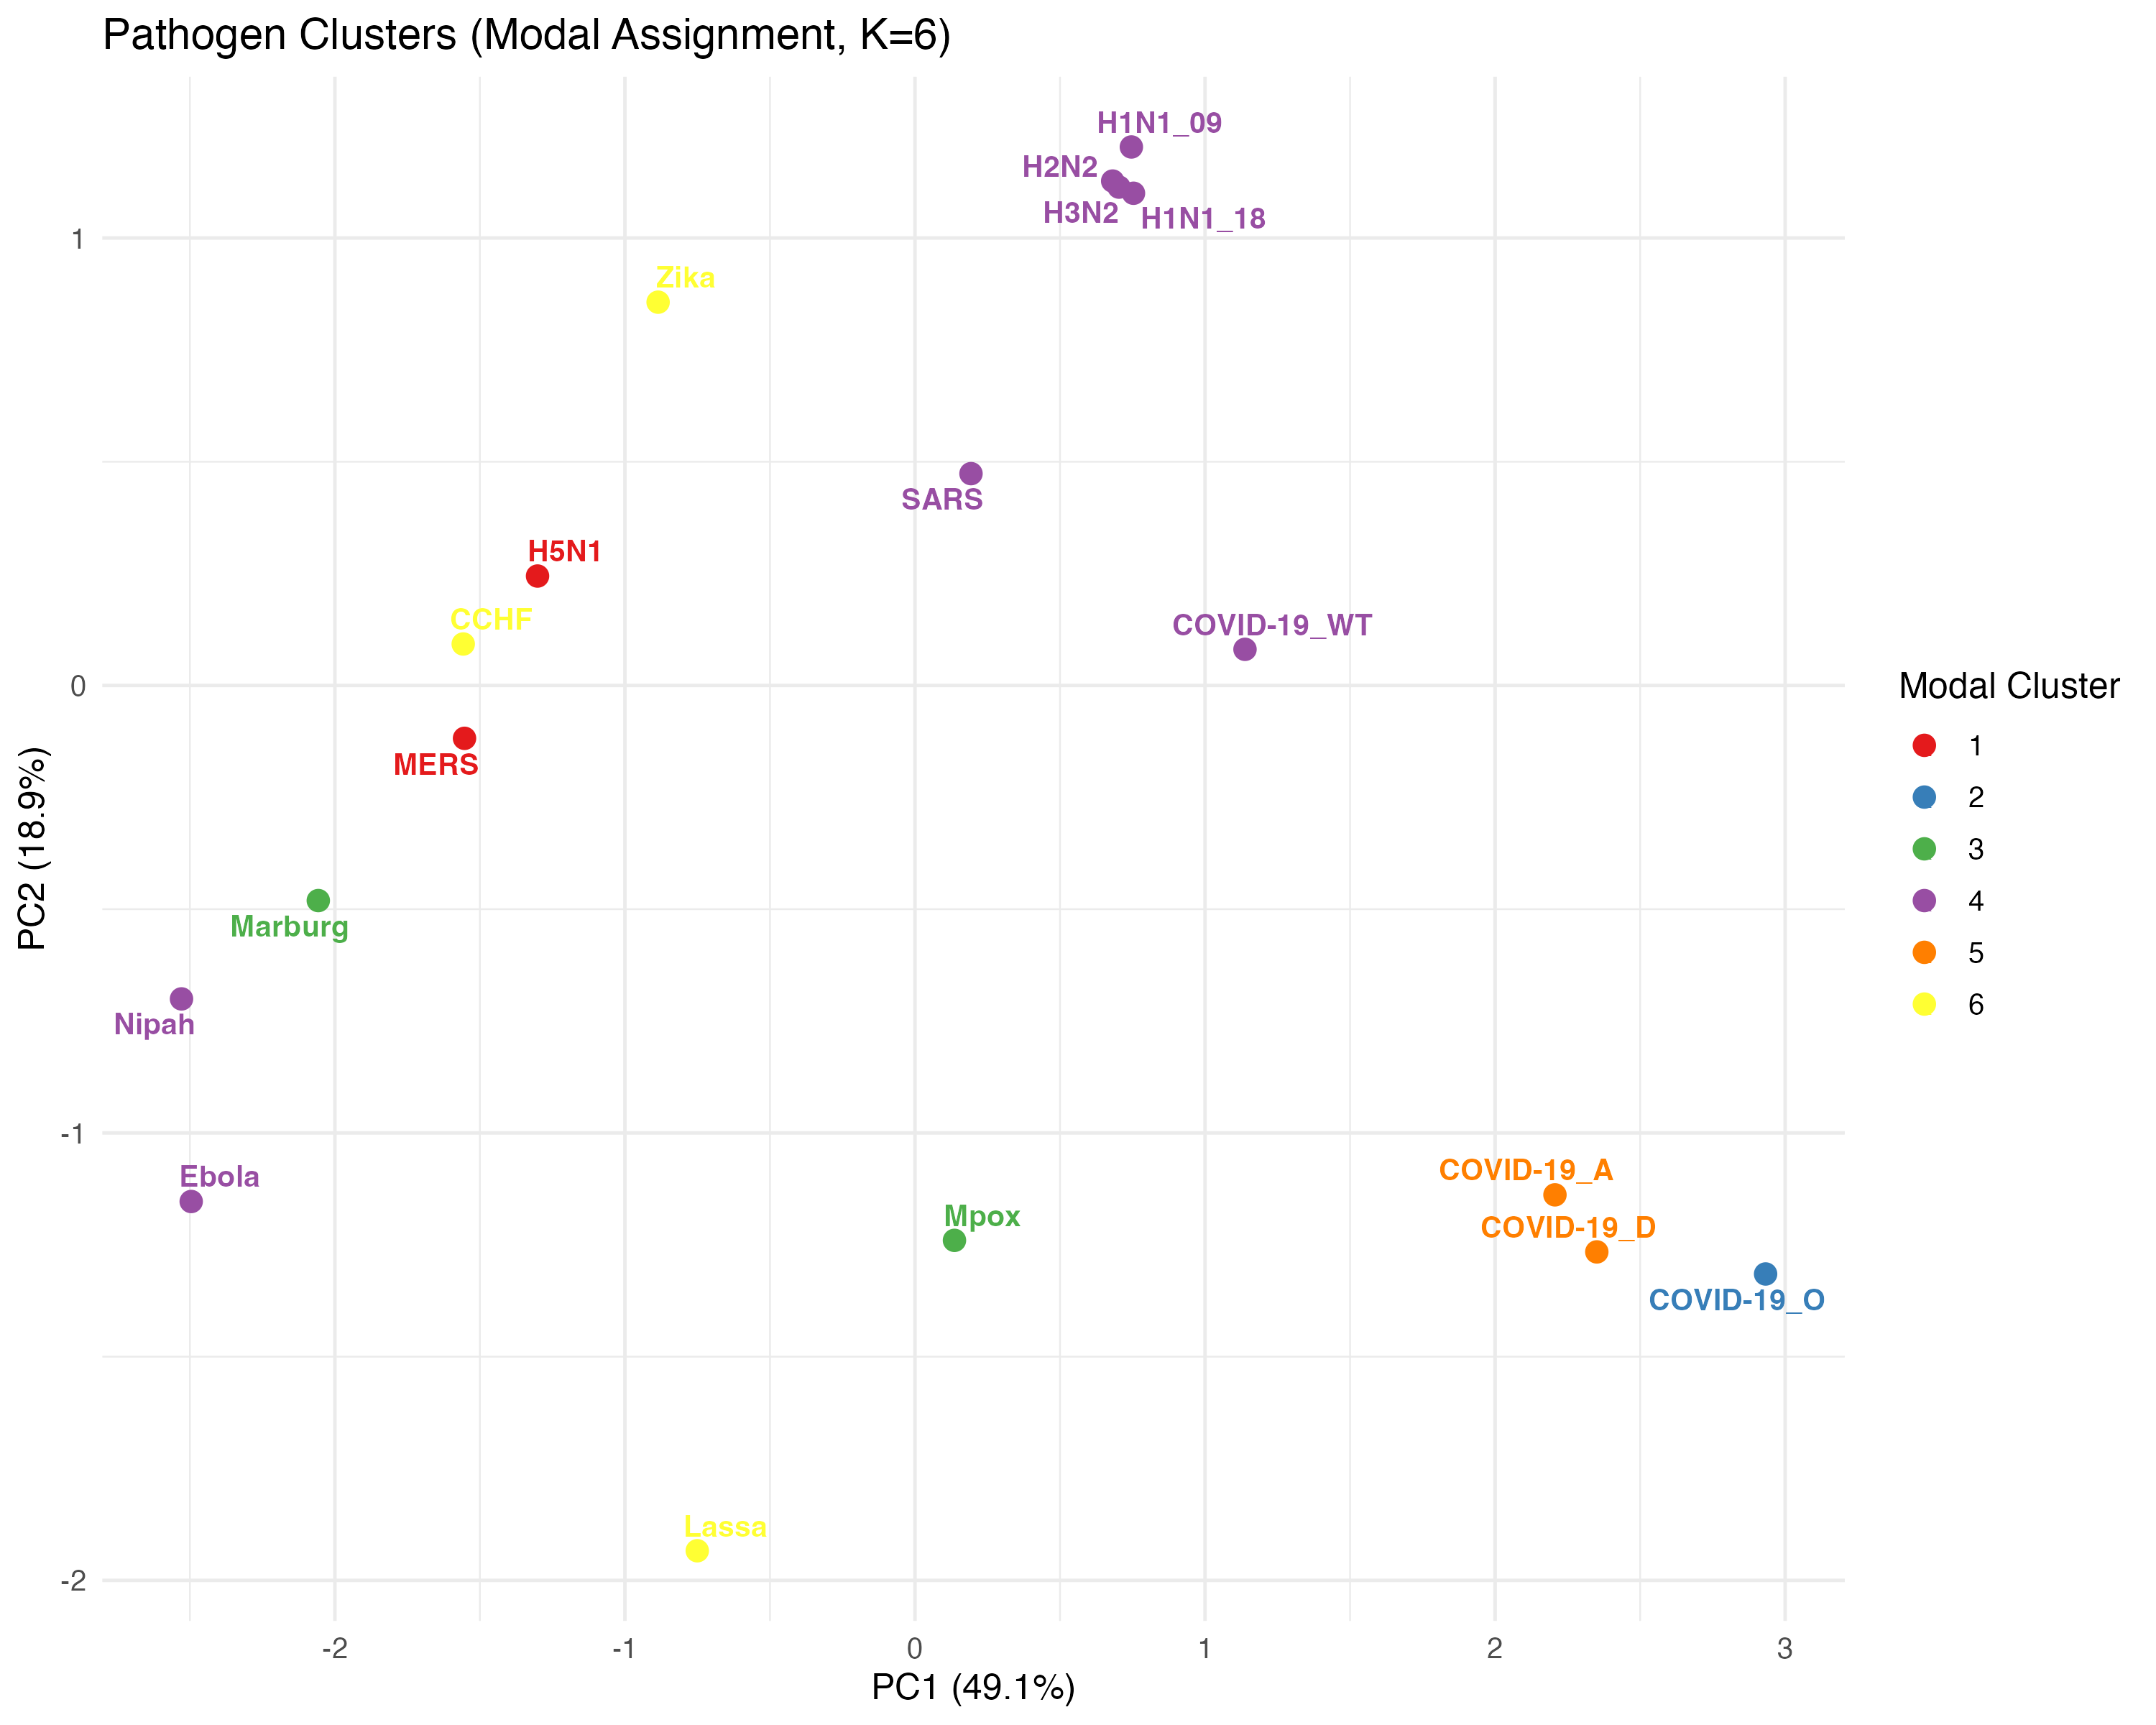 Pathogen Clusters (Modal Assignment, K=6)
H1N1_09
H2N2
H3N2
H1N1_18
1
Zika
SARS
H5N1
CCHF
COVID-19_WT
0
MERS
Marburg
Nipah
-1
Ebola
Mpox
COVID-19_A
COVID-19_D
COVID-19_O
Lassa
-2
-2
-1
0
1
2
3
PC1 (49.1%)
PC2 (18.9%)
Modal Cluster
1
2
3
4
5
6